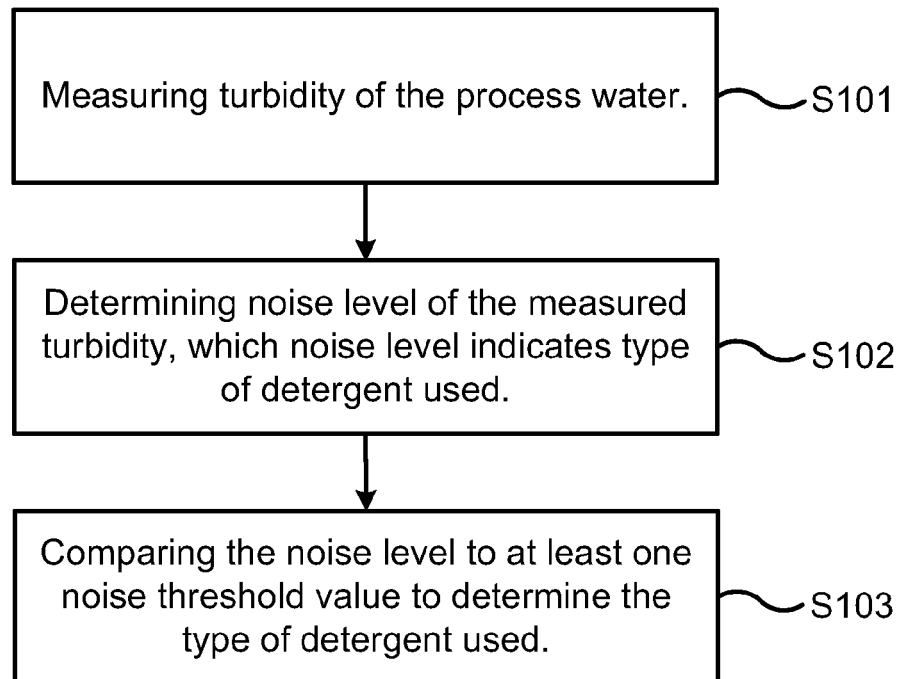 Measuring turbidity of the process water.
S101
Determining noise level of the measured
turbidity, which noise level indicates type
of detergent used.
S102
Comparing the noise level to at least one
noise threshold value to determine the
type of detergent used.
S103